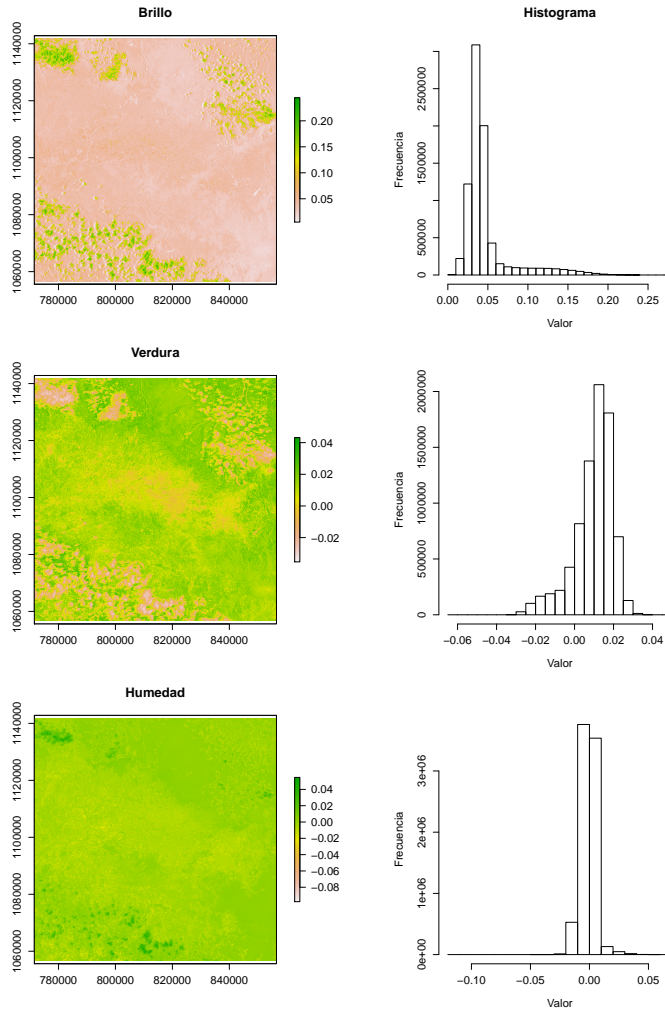 Brillo
1140000
1120000
1100000
1080000
1060000
780000 800000 820000 840000
0.20
0.15
0.10
0.05
Histograma
Frecuencia
2500000
1500000
500000
0
0.00 0.05 0.10 0.15 0.20 0.25
Valor
Verdura
1140000
1120000
1100000
1080000
1060000
780000 800000 820000 840000
0.04
0.02
0.00
−0.02
Frecuencia
2000000
1500000
1000000
500000
0
−0.06 −0.04 −0.02 0.00 0.02 0.04
Valor
Humedad
1140000
1120000
1100000
1080000
1060000
780000 800000 820000 840000
0.04
0.02
0.00
−0.02
−0.04
−0.06
−0.08
Frecuencia
3e+06
2e+06
1e+06
0e+00
−0.10 −0.05 0.00 0.05
Valor